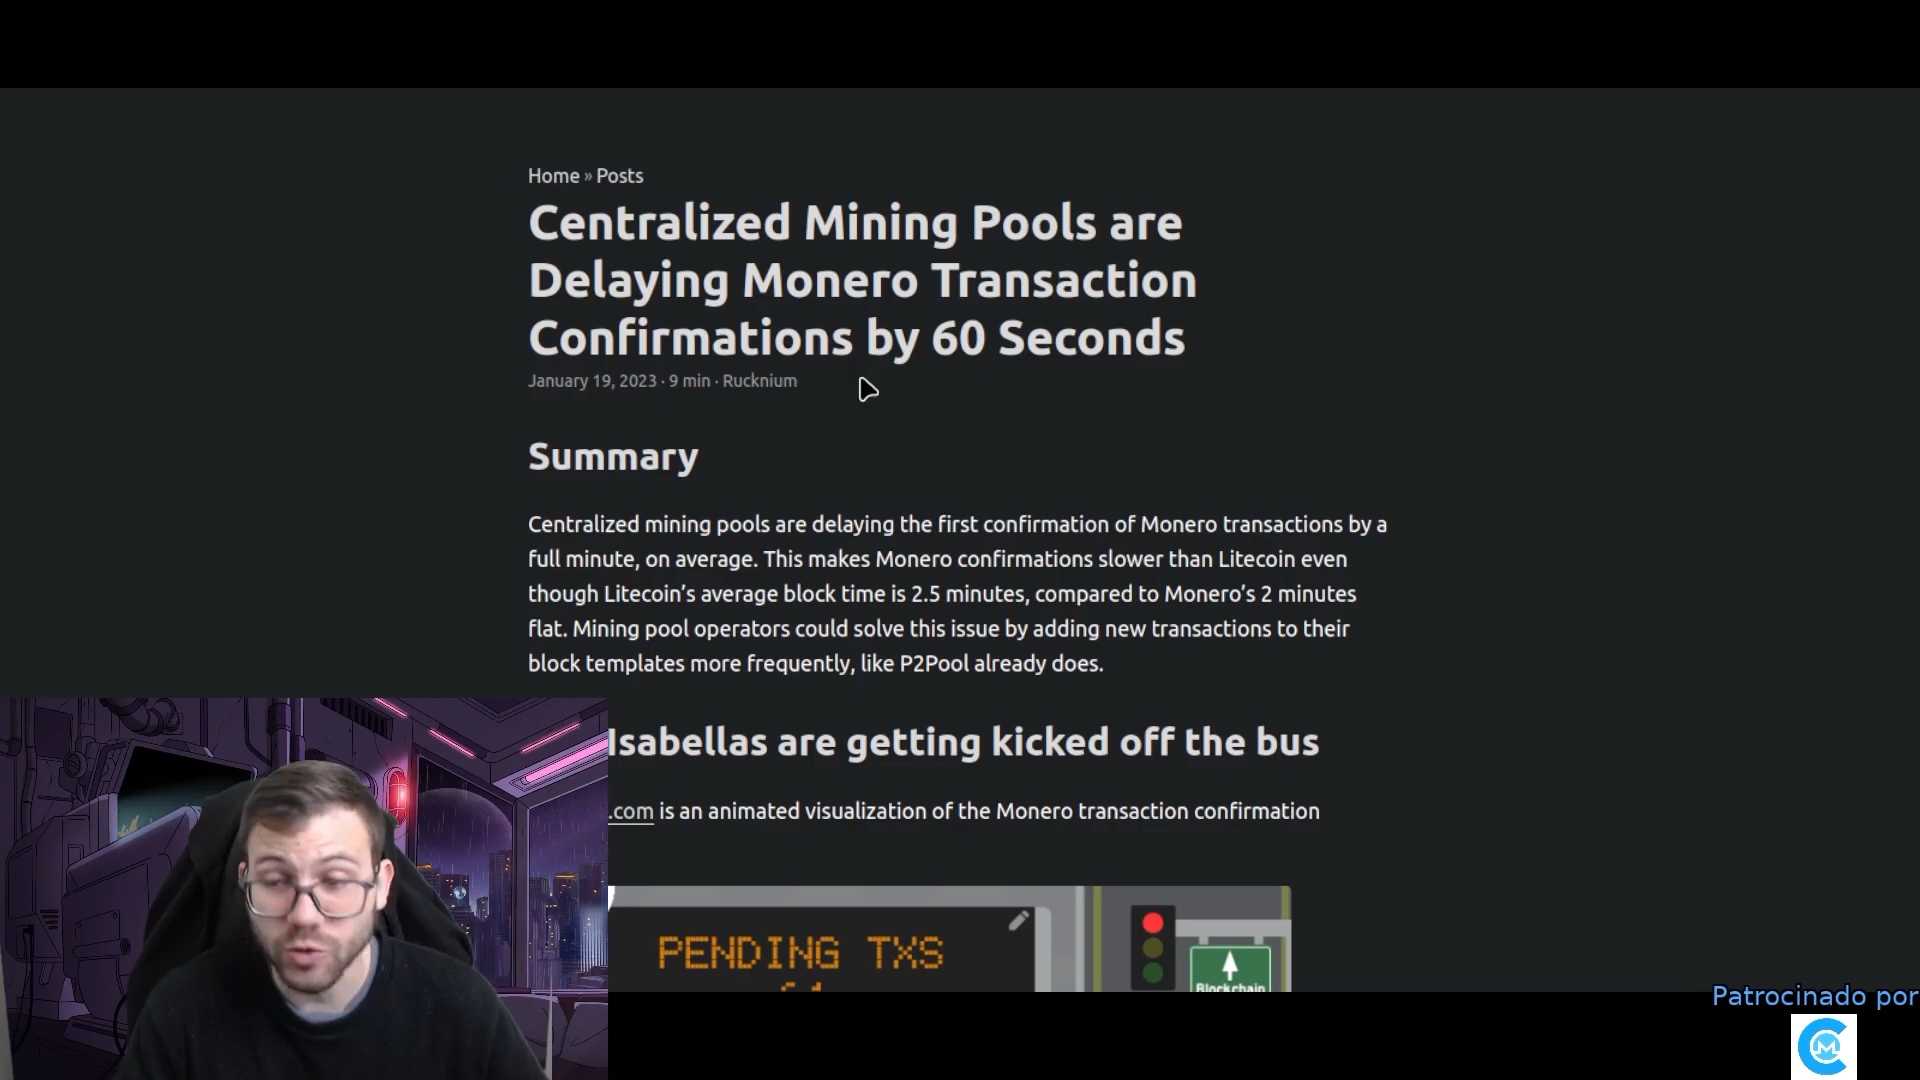 Home » Posts
Centralized Mining Pools are
Delaying Monero Transaction
Confirmations by 60 Seconds
January 19, 2023 · 9 min · Rucknium
Summary
Centralized mining pools are delaying the first confirmation of Monero transactions by a
full minute, on average. This makes Monero confirmations slower than Litecoin even
though Litecoin’s average block time is 2.5 minutes, compared to Monero’s 2 minutes
flat. Mining pool operators could solve this issue by adding new transactions to their
block templates more frequently, like P2Pool already does.
Isabellas are getting kicked off the bus
.com is an animated visualization of the Monero transaction confirmation
PENDING TXS
Blockchain
Patrocinado por